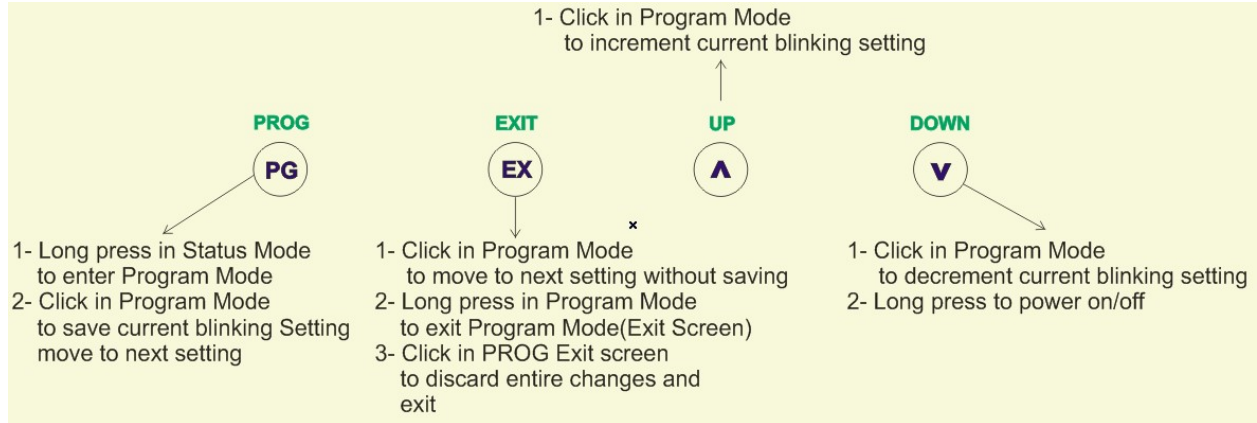 1- Click in Program Mode
to increment current blinking setting
PROG
EXIT
UP
DOWN
PG
EX
∧
∨
1- Long press in Status Mode
to enter Program Mode
2- Click in Program Mode
to save current blinking Setting
move to next setting
1- Click in Program Mode
to move to next setting without saving
2- Long press in Program Mode
to exit Program Mode(Exit Screen)
3- Click in PROG Exit screen
to discard entire changes and
exit
1- Click in Program Mode
to decrement current blinking setting
2- Long press to power on/off